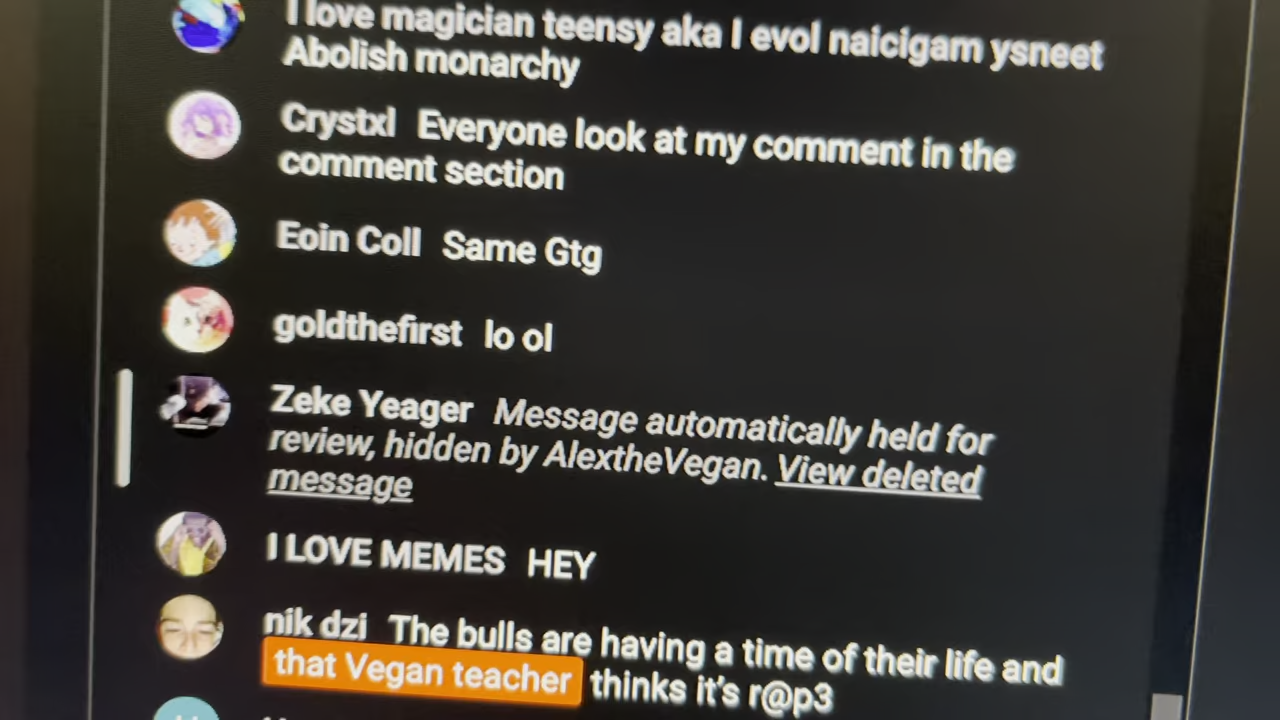 I love magician teensy aka I evol naicigam ysneet
Abolish monarchy
Crystxl Everyone look at my comment in the
comment section
Eoin Coll Same Gtg
goldthefirst lo ol
Zeke Yeager Message automatically held for
review, hidden by AlextheVegan. View deleted
message
I LOVE MEMES HEY
nik dzi The bulls are having a time of their life and
that Vegan teacher thinks it's r@p3